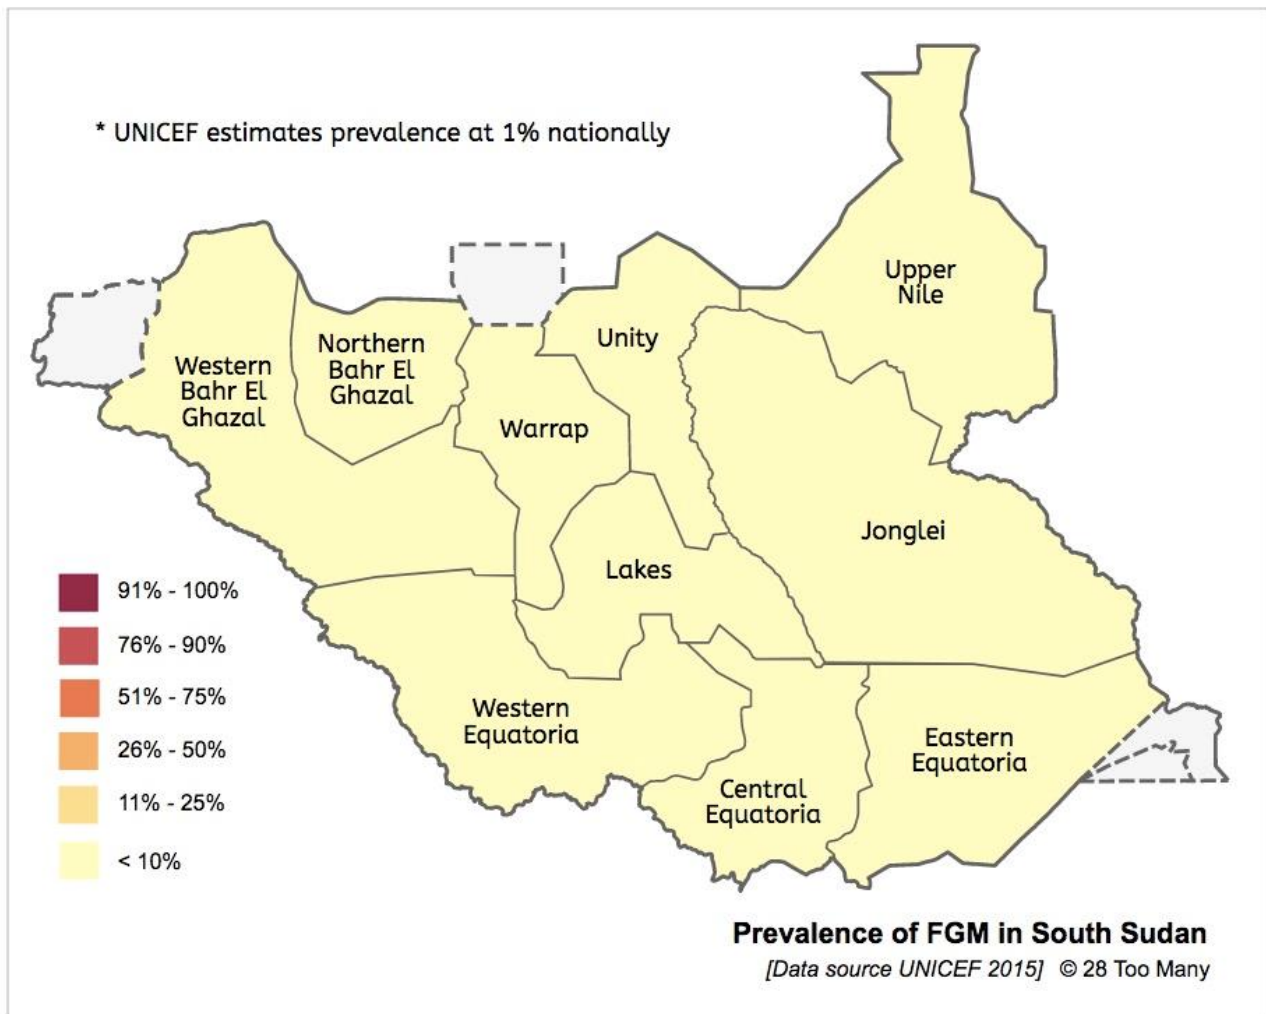 * UNICEF estimates prevalence at 1% nationally
Upper
Nile
Unity
Northern
Bahr El
Ghazal
Western
Bahr El
Ghazal
Warrap
Jonglei
Lakes
91% - 100%
76% - 90%
51% - 75%
26% - 50%
11% - 25%
< 10%
Western
Equatoria
Eastern
Equatoria
Central
Equatoria
Prevalence of FGM in South Sudan
[Data source UNICEF 2015] © 28 Too Many